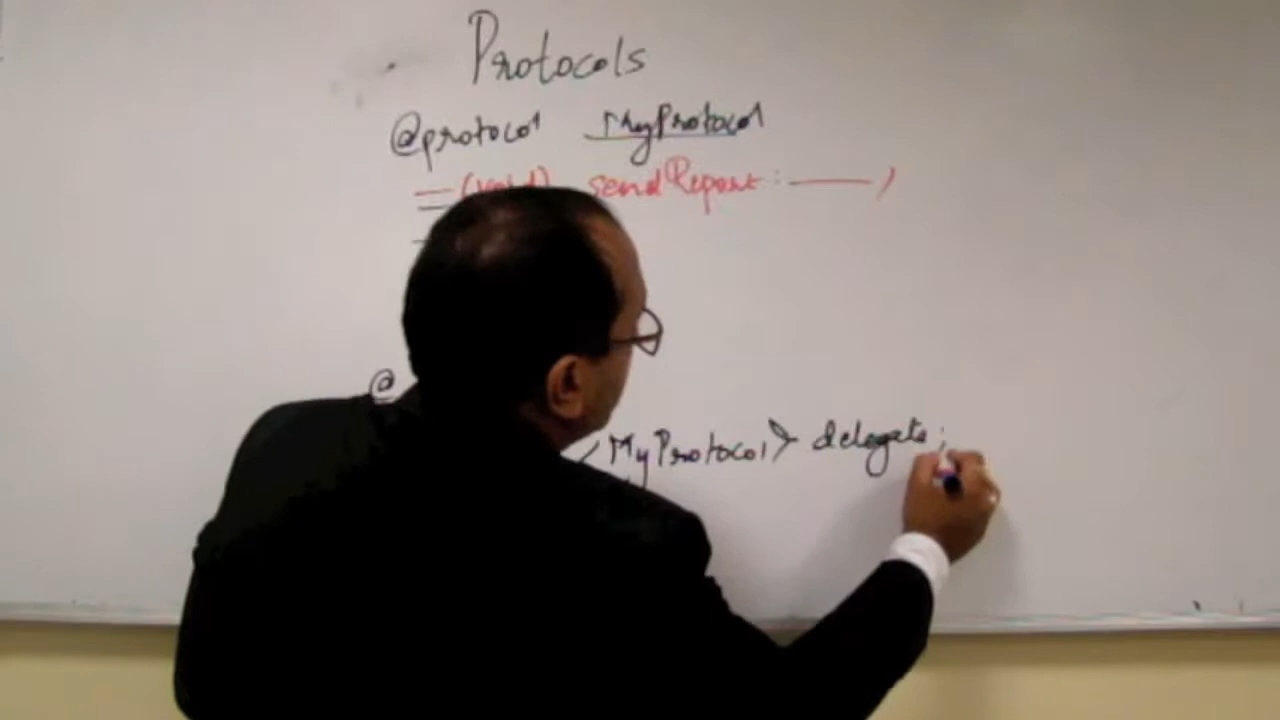 Protocols
@protocol MyProtocol
— (void) sendReport: — ;
@
< MyProtocol> delegate;